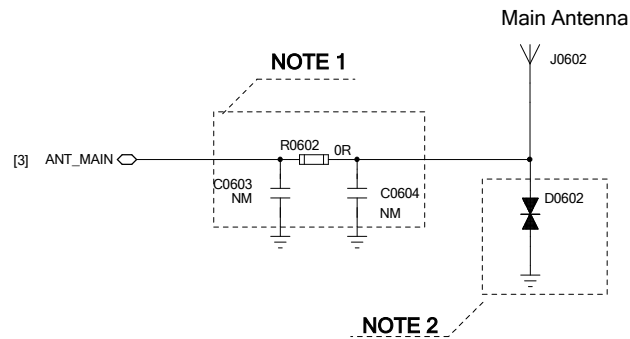 Main Antenna
J0602
NOTE 1
R0602
0R
[3] ANT_MAIN
C0603
NM
C0604
NM
D0602
NOTE 2